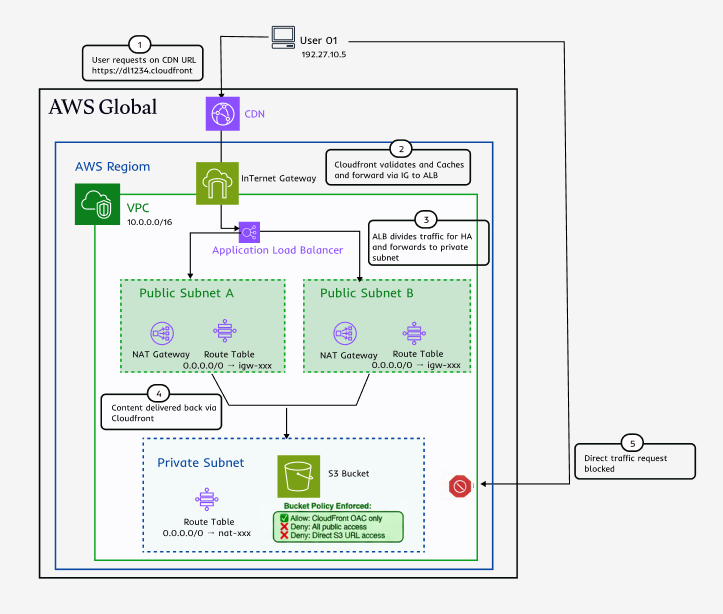 User 01
192.27.10.5
1
User requests on CDN URL
https://dl1234.cloudfront
AWS Global
CDN
2
Cloudfront validates and Caches
and forward via IG to ALB
AWS Regiom
InTernet Gateway
VPC
10.0.0.0/16
3
ALB divides traffic for HA
and forwards to private
subnet
Application Load Balancer
Public Subnet A
NAT Gateway
Route Table
0.0.0.0/0 → igw-xxx
Public Subnet B
NAT Gateway
Route Table
0.0.0.0/0 → igw-xxx
4
Content delivered back via
Cloudfront
5
Direct traffic request
blocked
Private Subnet
S3 Bucket
Route Table
0.0.0.0/0 → nat-xxx
Bucket Policy Enforced:
✅ Allow: CloudFront OAC only
❌ Deny: All public access
❌ Deny: Direct S3 URL access